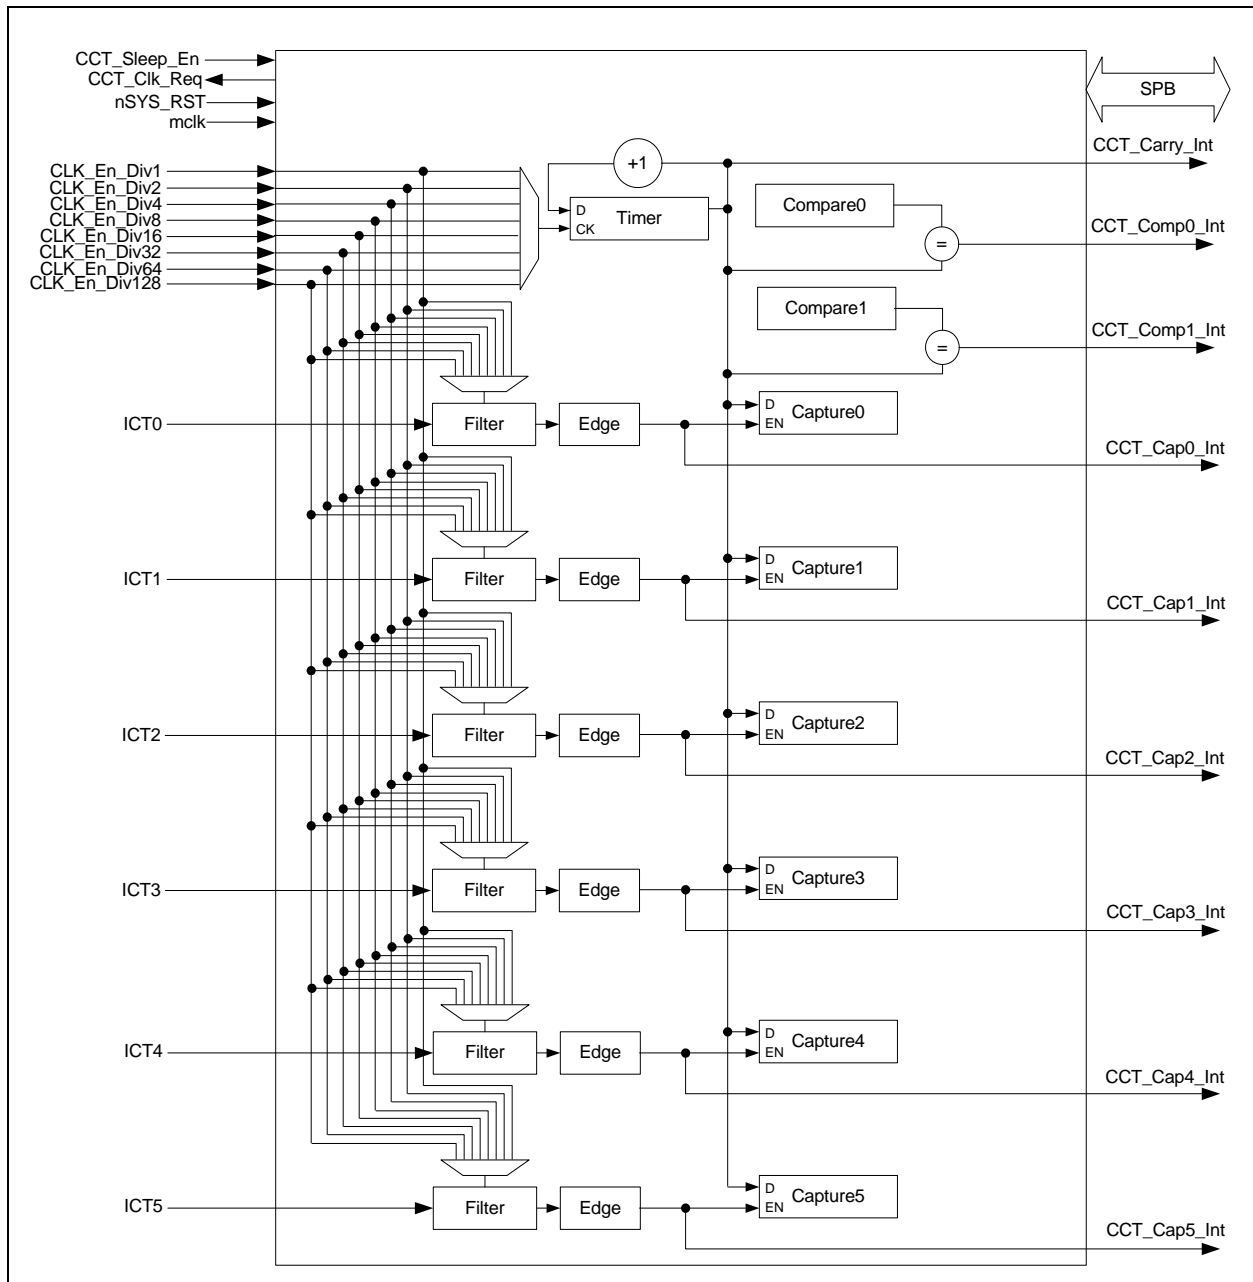 CCT_Sleep_En
CCT_Clk_Req
nSYS_RST
mclk
SPB
CLK_En_Div1
CLK_En_Div2
CLK_En_Div4
CLK_En_Div8
CLK_En_Div16
CLK_En_Div32
CLK_En_Div64
CLK_En_Div128
+1
D
CK
Timer
CCT_Carry_Int
Compare0
=
CCT_Comp0_Int
Compare1
=
CCT_Comp1_Int
ICT0
Filter
Edge
D
EN
Capture0
CCT_Cap0_Int
ICT1
Filter
Edge
D
EN
Capture1
CCT_Cap1_Int
ICT2
Filter
Edge
D
EN
Capture2
CCT_Cap2_Int
ICT3
Filter
Edge
D
EN
Capture3
CCT_Cap3_Int
ICT4
Filter
Edge
D
EN
Capture4
CCT_Cap4_Int
ICT5
Filter
Edge
D
EN
Capture5
CCT_Cap5_Int